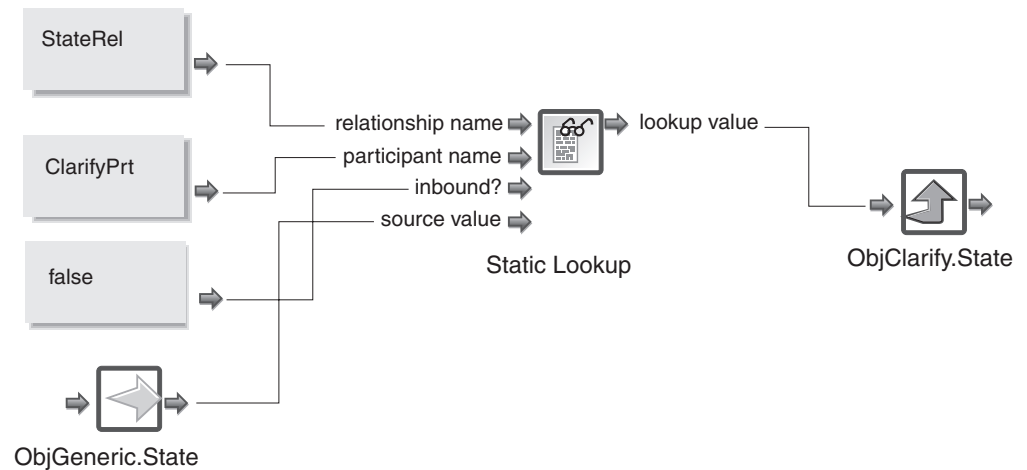 StateRel
relationship name
lookup value
participant name
ClarifyPrt
inbound?
source value
Static Lookup
ObjClarify.State
false
ObjGeneric.State